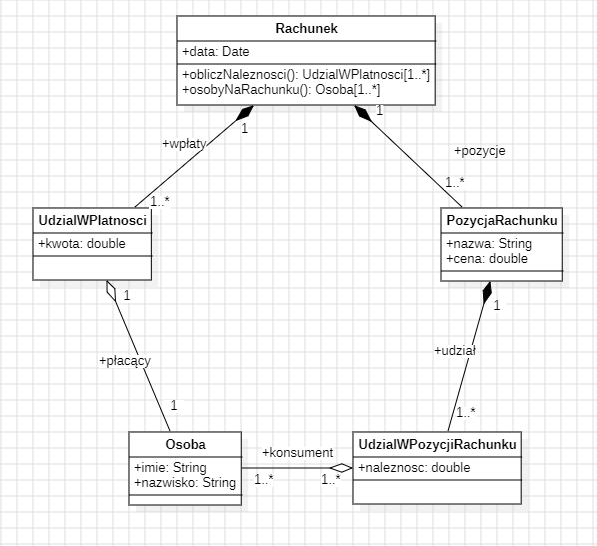 Rachunek
+data: Date
+obliczNaleznosci(): UdzialWPlatnosci[1..*]
+osobyNaRachunku(): Osoba[1..*]
1
1
+wpłaty
+pozycje
1..*
1..*
UdzialWPlatnosci
+kwota: double
PozycjaRachunku
+nazwa: String
+cena: double
1
1
+płacący
+udział
1
1..*
Osoba
+imie: String
+nazwisko: String
+konsument
1..*
1..*
UdzialWPozycjiRachunku
+naleznosc: double